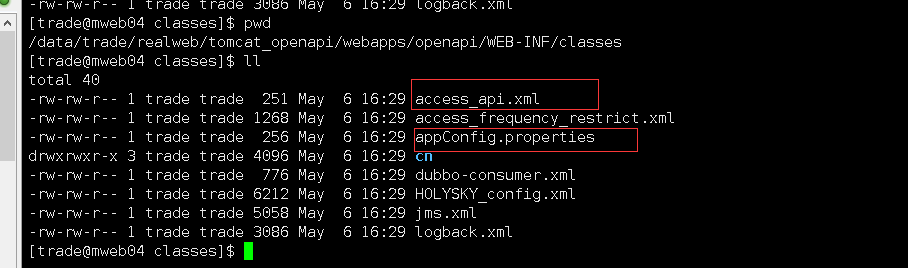 -rw-rw-r-- 1 trade trade 3086 May  6 16:29 logback.xml
[trade@mweb04 classes]$ pwd
/data/trade/realweb/tomcat_openapi/webapps/openapi/WEB-INF/classes
[trade@mweb04 classes]$ ll
total 40
-rw-rw-r-- 1 trade trade  251 May  6 16:29 access_api.xml
-rw-rw-r-- 1 trade trade 1268 May  6 16:29 access_frequency_restrict.xml
-rw-rw-r-- 1 trade trade  256 May  6 16:29 appConfig.properties
drwxrwxr-x 3 trade trade 4096 May  6 16:29 cn
-rw-rw-r-- 1 trade trade  776 May  6 16:29 dubbo-consumer.xml
-rw-rw-r-- 1 trade trade 6212 May  6 16:29 HOLYSKY_config.xml
-rw-rw-r-- 1 trade trade 5058 May  6 16:29 jms.xml
-rw-rw-r-- 1 trade trade 3086 May  6 16:29 logback.xml
[trade@mweb04 classes]$